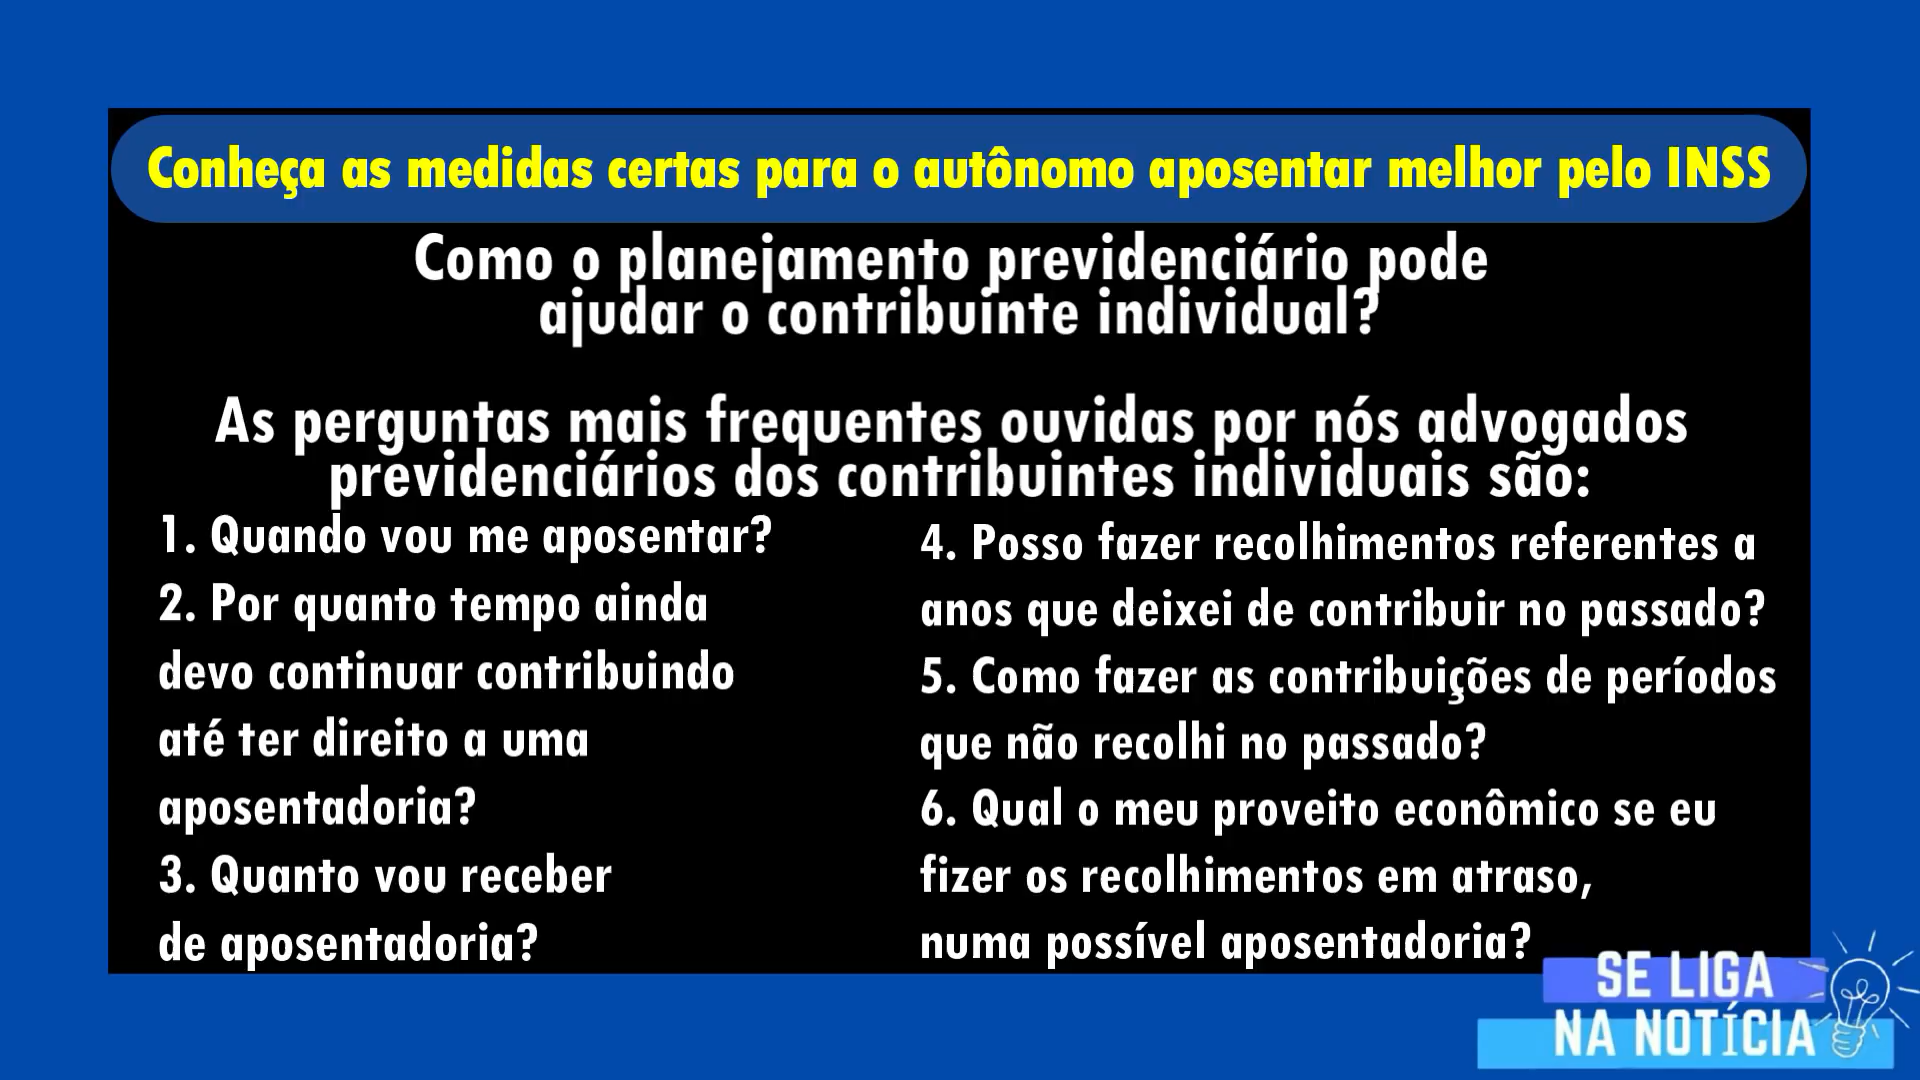 Conheça as medidas certas para o autônomo aposentar melhor pelo INSS
Como o planejamento previdenciário pode
ajudar o contribuinte individual?
As perguntas mais frequentes ouvidas por nós advogados
previdenciários dos contribuintes individuais são:
1. Quando vou me aposentar?
2. Por quanto tempo ainda
devo continuar contribuindo
até ter direito a uma
aposentadoria?
3. Quanto vou receber
de aposentadoria?
4. Posso fazer recolhimentos referentes a
anos que deixei de contribuir no passado?
5. Como fazer as contribuições de períodos
que não recolhi no passado?
6. Qual o meu proveito econômico se eu
fizer os recolhimentos em atraso,
numa possível aposentadoria?
SE LIGA
NA NOTÍCIA